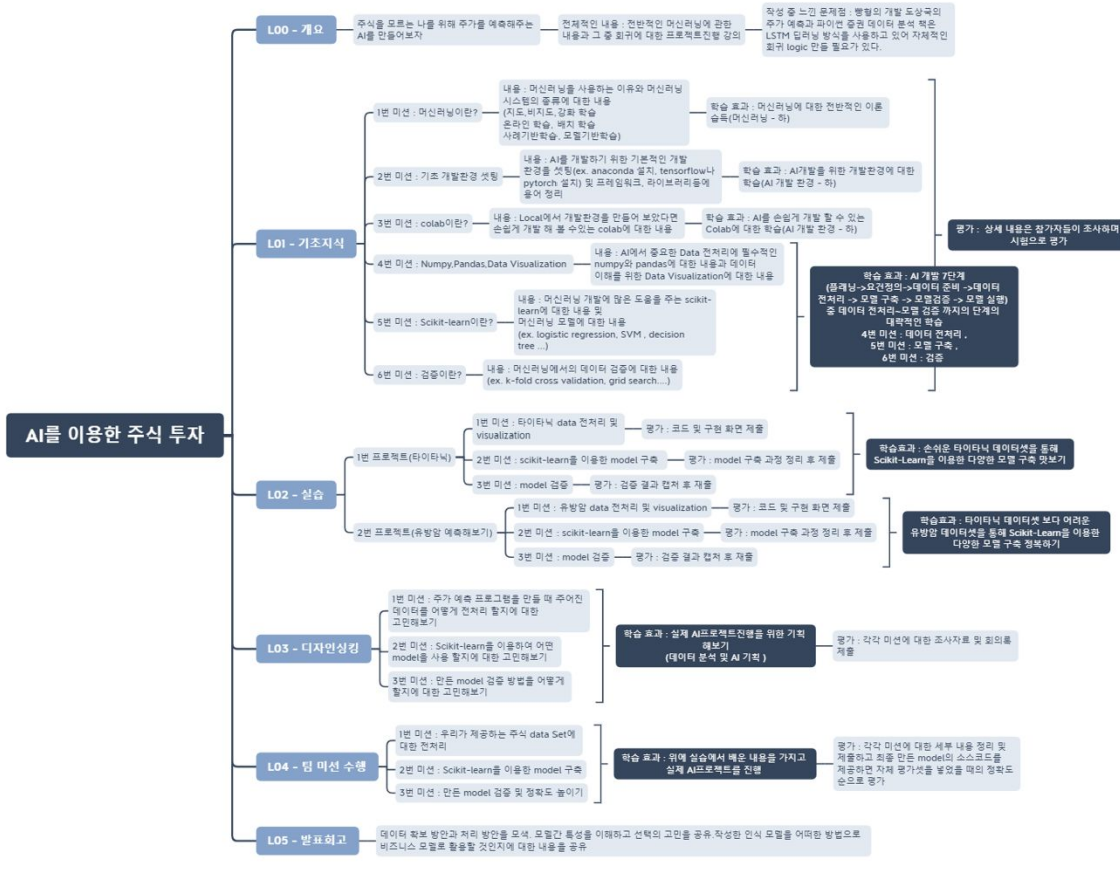 AI를 이용한 주식 투자
L00 - 개요
주식을 모르는 나를 위해 주가를 예측해주는
AI를 만들어보자
전체적인 내용 : 전반적인 머신러닝에 관한
내용과 그 중 회귀에 대한 프로젝트진행 강의
작성 중 느낀 문제점 : 빵형의 개발 도상국의
주가 예측과 파이썬 증권 데이터 분석 책은
LSTM 딥러닝 방식을 사용하고 있어 자체적인
회귀 logic 만들 필요가 있다.
L01 - 기초지식
1번 미션 : 머신러닝이란?
내용 : 머신러닝을 사용하는 이유와 머신러닝
시스템의 종류에 대한 내용
(지도,비지도,강화 학습
온라인 학습, 배치 학습
사례기반학습, 모델기반학습)
학습 효과 : 머신러닝에 대한 전반적인 이론
습득(머신러닝 - 하)
2번 미션 : 기초 개발환경 셋팅
내용 : AI를 개발하기 위한 기본적인 개발
환경을 셋팅(ex. anaconda 설치, tensorflow나
pytorch 설치) 및 프레임워크, 라이브러리등에
용어 정리
학습 효과 : AI개발을 위한 개발환경에 대한
학습(AI 개발 환경 - 하)
3번 미션 : colab이란?
내용 : Local에서 개발환경을 만들어 보았다면
손쉽게 개발 해 볼 수있는 colab에 대한 내용
학습 효과 : AI를 손쉽게 개발 할 수 있는
Colab에 대한 학습(AI 개발 환경 - 하)
4번 미션 : Numpy,Pandas,Data Visualization
내용 : AI에서 중요한 Data 전처리에 필수적인
numpy와 pandas에 대한 내용과 데이터
이해를 위한 Data Visualization에 대한 내용
5번 미션 : Scikit-learn이란?
내용 : 머신러닝 개발에 많은 도움을 주는 scikit-
learn에 대한 내용 및
머신러닝 모델에 대한 내용
(ex. logistic regression, SVM , decision
tree ...)
6번 미션 : 검증이란?
내용 : 머신러닝에서의 데이터 검증에 대한 내용
(ex. k-fold cross validation, grid search....)
학습 효과 : AI 개발 7단계
(플래닝->요건정의->데이터 준비 ->데이터
전처리 -> 모델 구축 -> 모델검증 -> 모델 실행)
중 데이터 전처리~모델 검증 까지의 단계의
대략적인 학습
4번 미션 : 데이터 전처리 ,
5번 미션 : 모델 구축 ,
6번 미션 : 검증
평가 : 상세 내용은 참가자들이 조사하며
시험으로 평가
L02 - 실습
1번 프로젝트(타이타닉)
1번 미션 : 타이타닉 data 전처리 및
visualization
평가 : 코드 및 구현 화면 제출
2번 미션 : scikit-learn을 이용한 model 구축
평가 : model 구축 과정 정리 후 제출
3번 미션 : model 검증
평가 : 검증 결과 캡처 후 재출
학습효과 : 손쉬운 타이타닉 데이터셋을 통해
Scikit-Learn을 이용한 다양한 모델 구축 맛보기
2번 프로젝트(유방암 예측해보기)
1번 미션 : 유방암 data 전처리 및 visualization
평가 : 코드 및 구현 화면 제출
2번 미션 : scikit-learn을 이용한 model 구축
평가 : model 구축 과정 정리 후 제출
3번 미션 : model 검증
평가 : 검증 결과 캡처 후 재출
학습효과 : 타이타닉 데이터셋 보다 어려운
유방암 데이터셋을 통해 Scikit-Learn을 이용한
다양한 모델 구축 정복하기
L03 - 디자인싱킹
1번 미션 : 주가 예측 프로그램을 만들 때 주어진
데이터를 어떻게 전처리 할지에 대한
고민해보기
2번 미션 : Scikit-learn을 이용하여 어떤
model을 사용 할지에 대한 고민해보기
3번 미션 : 만든 model 검증 방법을 어떻게
할지에 대한 고민해보기
학습 효과 : 실제 AI프로젝트진행을 위한 기획
해보기
(데이터 분석 및 AI 기획 )
평가 : 각각 미션에 대한 조사자료 및 회의록
제출
L04 - 팀 미션 수행
1번 미션 : 우리가 제공하는 주식 data Set에
대한 전처리
2번 미션 : Scikit-learn을 이용한 model 구축
3번 미션 : 만든 model 검증 및 정확도 높이기
학습 효과 : 위에 실습에서 배운 내용을 가지고
실제 AI프로젝트를 진행
평가 : 각각 미션에 대한 세부 내용 정리 및
제출하고 최종 만든 model의 소스코드를
제공하면 자체 평가셋을 넣었을 때의 정확도
순으로 평가
L05 - 발표회고
데이터 확보 방안과 처리 방안을 모색. 모델간 특성을 이해하고 선택의 고민을 공유.작성한 인식 모델을 어떠한 방법으로
비즈니스 모델로 활용할 것인지에 대한 내용을 공유